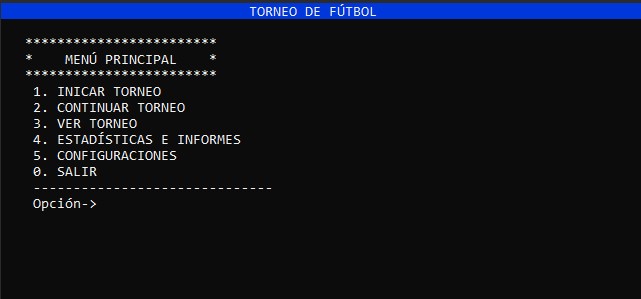 TORNEO DE FÚTBOL
************************
* MENÚ PRINCIPAL *
************************
1. INICAR TORNEO
2. CONTINUAR TORNEO
3. VER TORNEO
4. ESTADÍSTICAS E INFORMES
5. CONFIGURACIONES
0. SALIR
------------------------------
Opción->